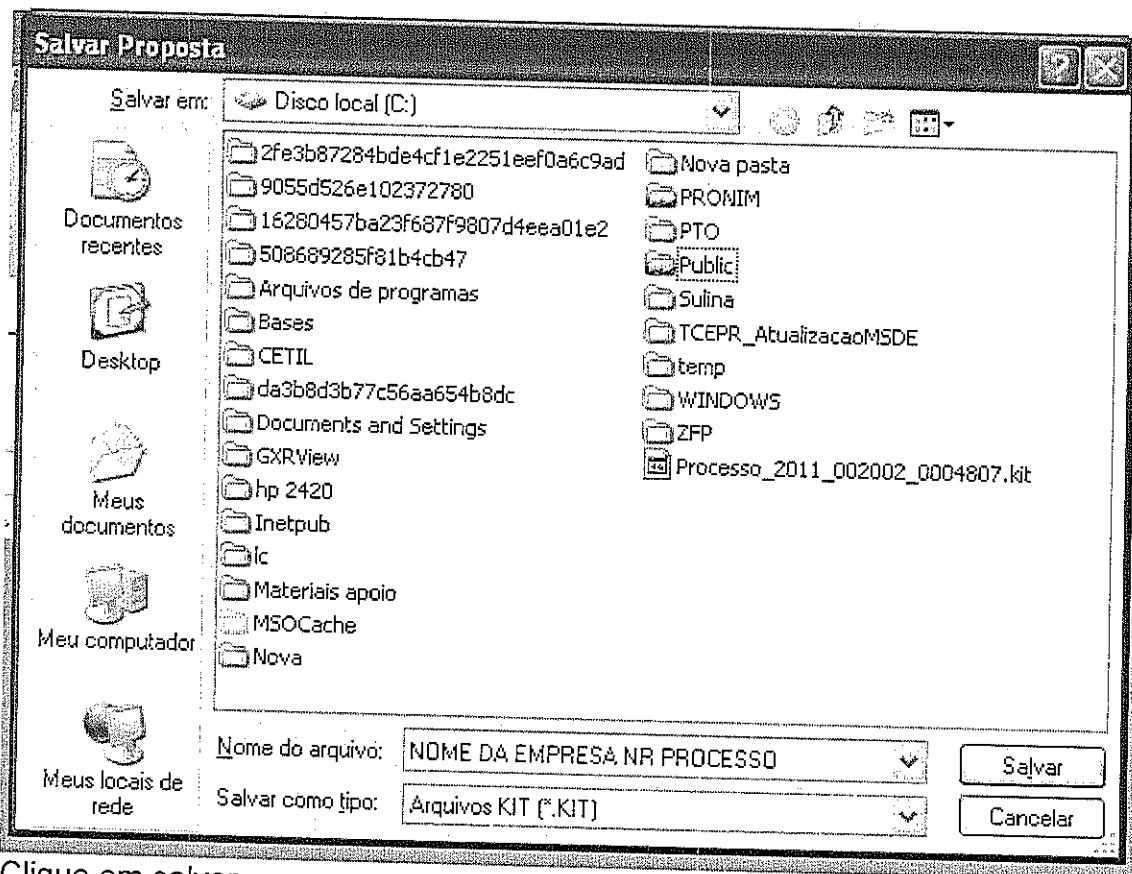 Salvar Proposta
Salvar em:
Disco local (C:)
Documentos
recentes
Desktop
Meus
documentos
Meu computador
Meus locais de
rede
2fe3b87284bde4cf1e2251eef0a6c9ad
9055d526e102372780
16280457ba23f687f9807d4eea01e2
508689285f81b4cb47
Arquivos de programas
Bases
CETIL
da3b8d3b77c56aa654b8dc
Documents and Settings
GXRView
hp 2420
Inetpub
lc
Materiais apoio
MSOCache
Nova
Nova pasta
PRONIM
PTO
Public
Sulina
TCEPR_AtualizacaoMSDE
temp
WINDOWS
ZFP
Processo_2011_002002_0004807.kit
Nome do arquivo:
NOME DA EMPRESA NR PROCESSO
Salvar
Salvar como tipo:
Arquivos KIT (*.KIT)
Cancelar
Clique em salvar